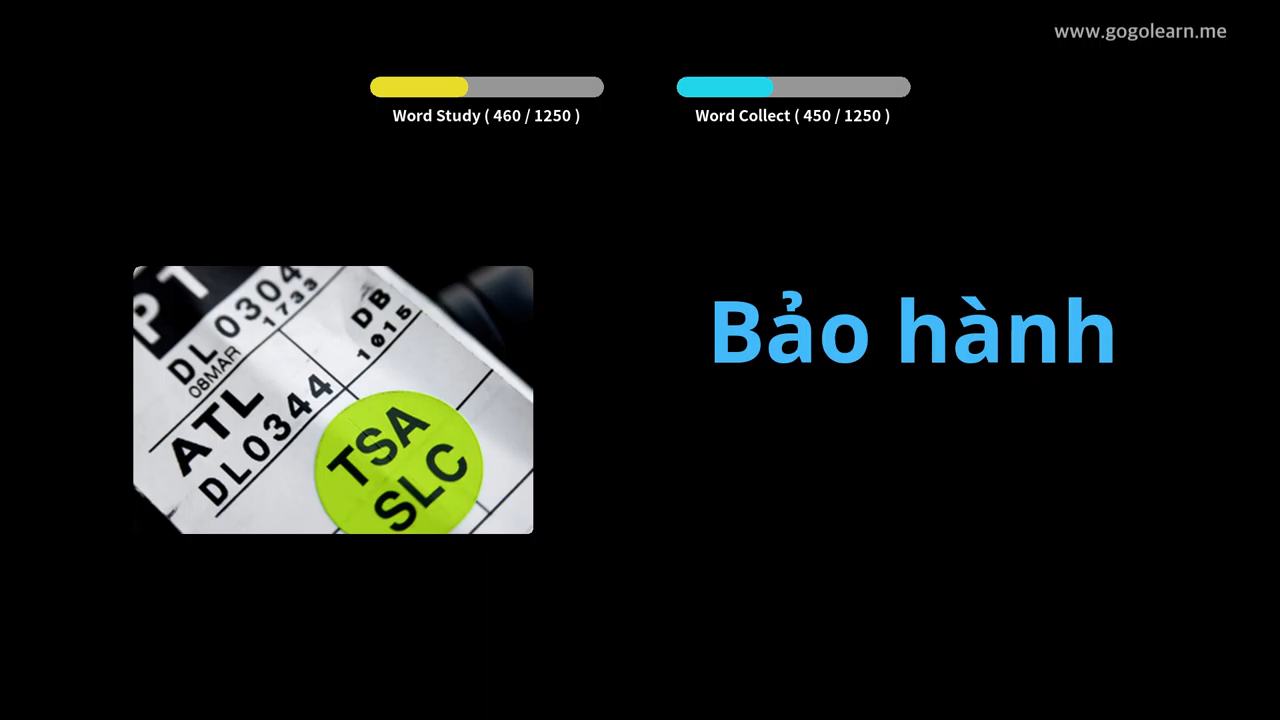 www.gogolearn.me
Word Study ( 460 / 1250 )
Word Collect ( 450 / 1250 )
Bảo hành
P1
DL0304
1733
08MAR
DB
1015
ATL
DL0344
TSA
SLC